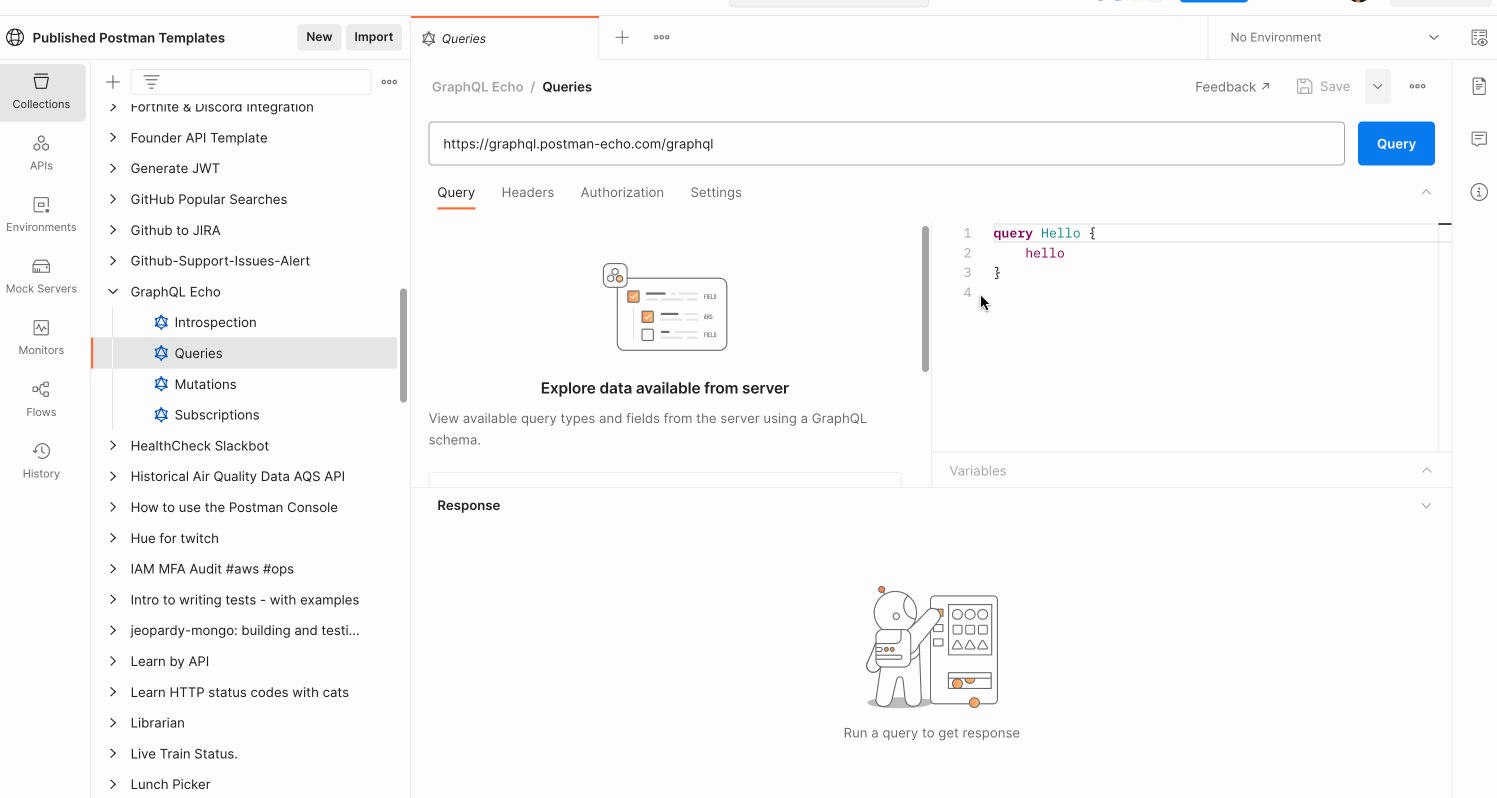 Published Postman Templates
New
Import
Queries
No Environment
Collections
APIs
Environments
Mock Servers
Monitors
Flows
History
Fortnite & Discord Integration
Founder API Template
Generate JWT
GitHub Popular Searches
Github to JIRA
Github-Support-Issues-Alert
GraphQL Echo
Introspection
Queries
Mutations
Subscriptions
HealthCheck Slackbot
Historical Air Quality Data AQS API
How to use the Postman Console
Hue for twitch
IAM MFA Audit #aws #ops
Intro to writing tests - with examples
jeopardy-mongo: building and testi...
Learn by API
Learn HTTP status codes with cats
Librarian
Live Train Status.
Lunch Picker
GraphQL Echo / Queries
Feedback
Save
https://graphql.postman-echo.com/graphql
Query
Query
Headers
Authorization
Settings
FIELD
ARG
FIELD
Explore data available from server
View available query types and fields from the server using a GraphQL
schema.
1 query Hello {
2 hello
3 }
4
Variables
Response
Run a query to get response